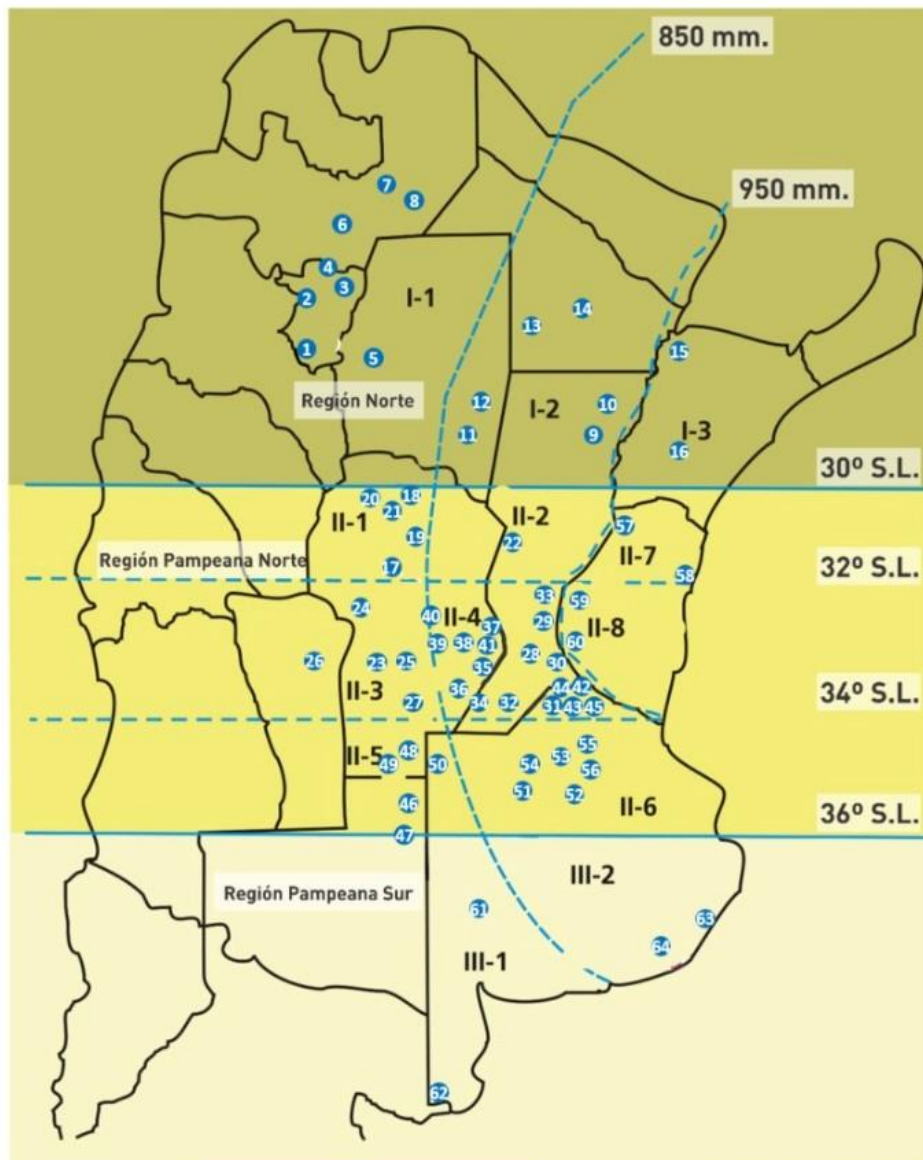 850 mm.
950 mm.
7
8
6
4
3
2
I-1
14
13
1
5
15
Región Norte
12
I-2
10
11
9
I-3
16
30º S.L.
20
18
21
II-1
II-2
57
19
22
II-7
Región Pampeana Norte
17
58
32º S.L.
24
33
59
40
II-4
37
29
II-8
39
38
41
60
26
23
25
28
30
35
II-3
36
44
42
34º S.L.
27
34
32
31
43
45
II-5
48
55
49
50
54
53
56
51
52
46
II-6
36º S.L.
47
Región Pampeana Sur
III-2
61
63
64
III-1
62